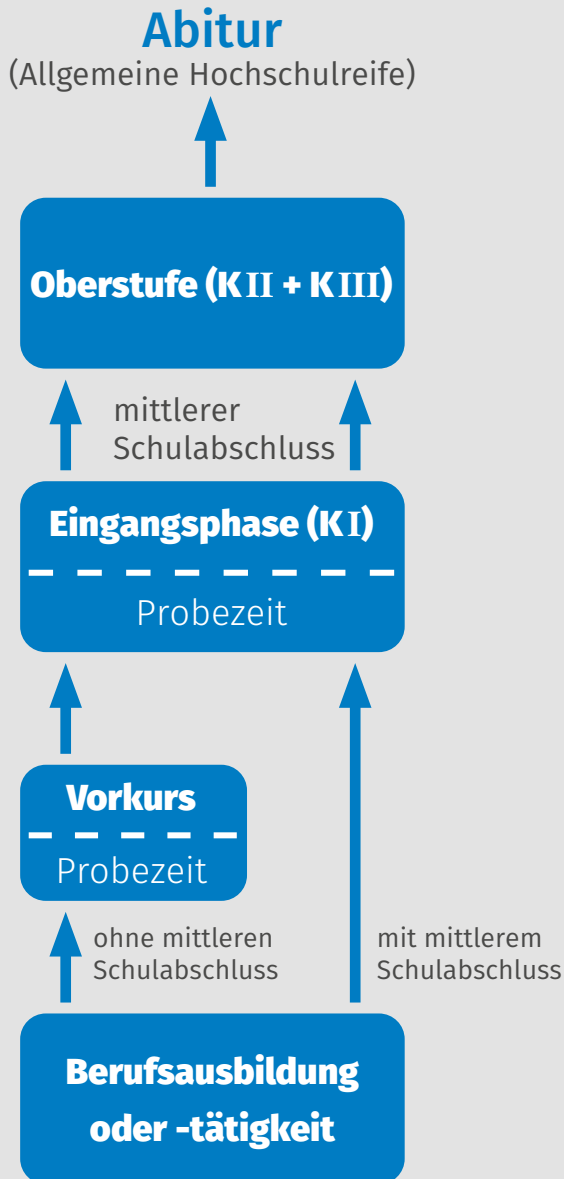 Abitur
(Allgemeine Hochschulreife)
Oberstufe (KII + KIII)
mittlerer
Schulabschluss
Eingangsphase (KI)
Probezeit
Vorkurs
Probezeit
ohne mittleren
Schulabschluss
mit mittlerem
Schulabschluss
Berufsausbildung
oder -tätigkeit